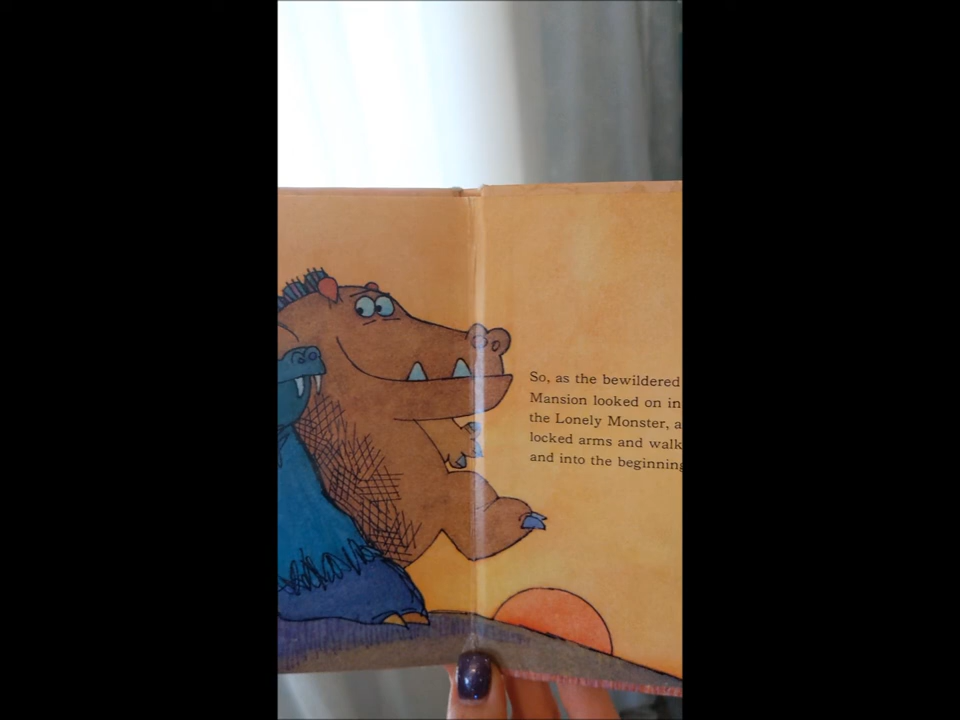 So, as the bewildered
Mansion looked on in
the Lonely Monster, a
locked arms and walk
and into the beginning